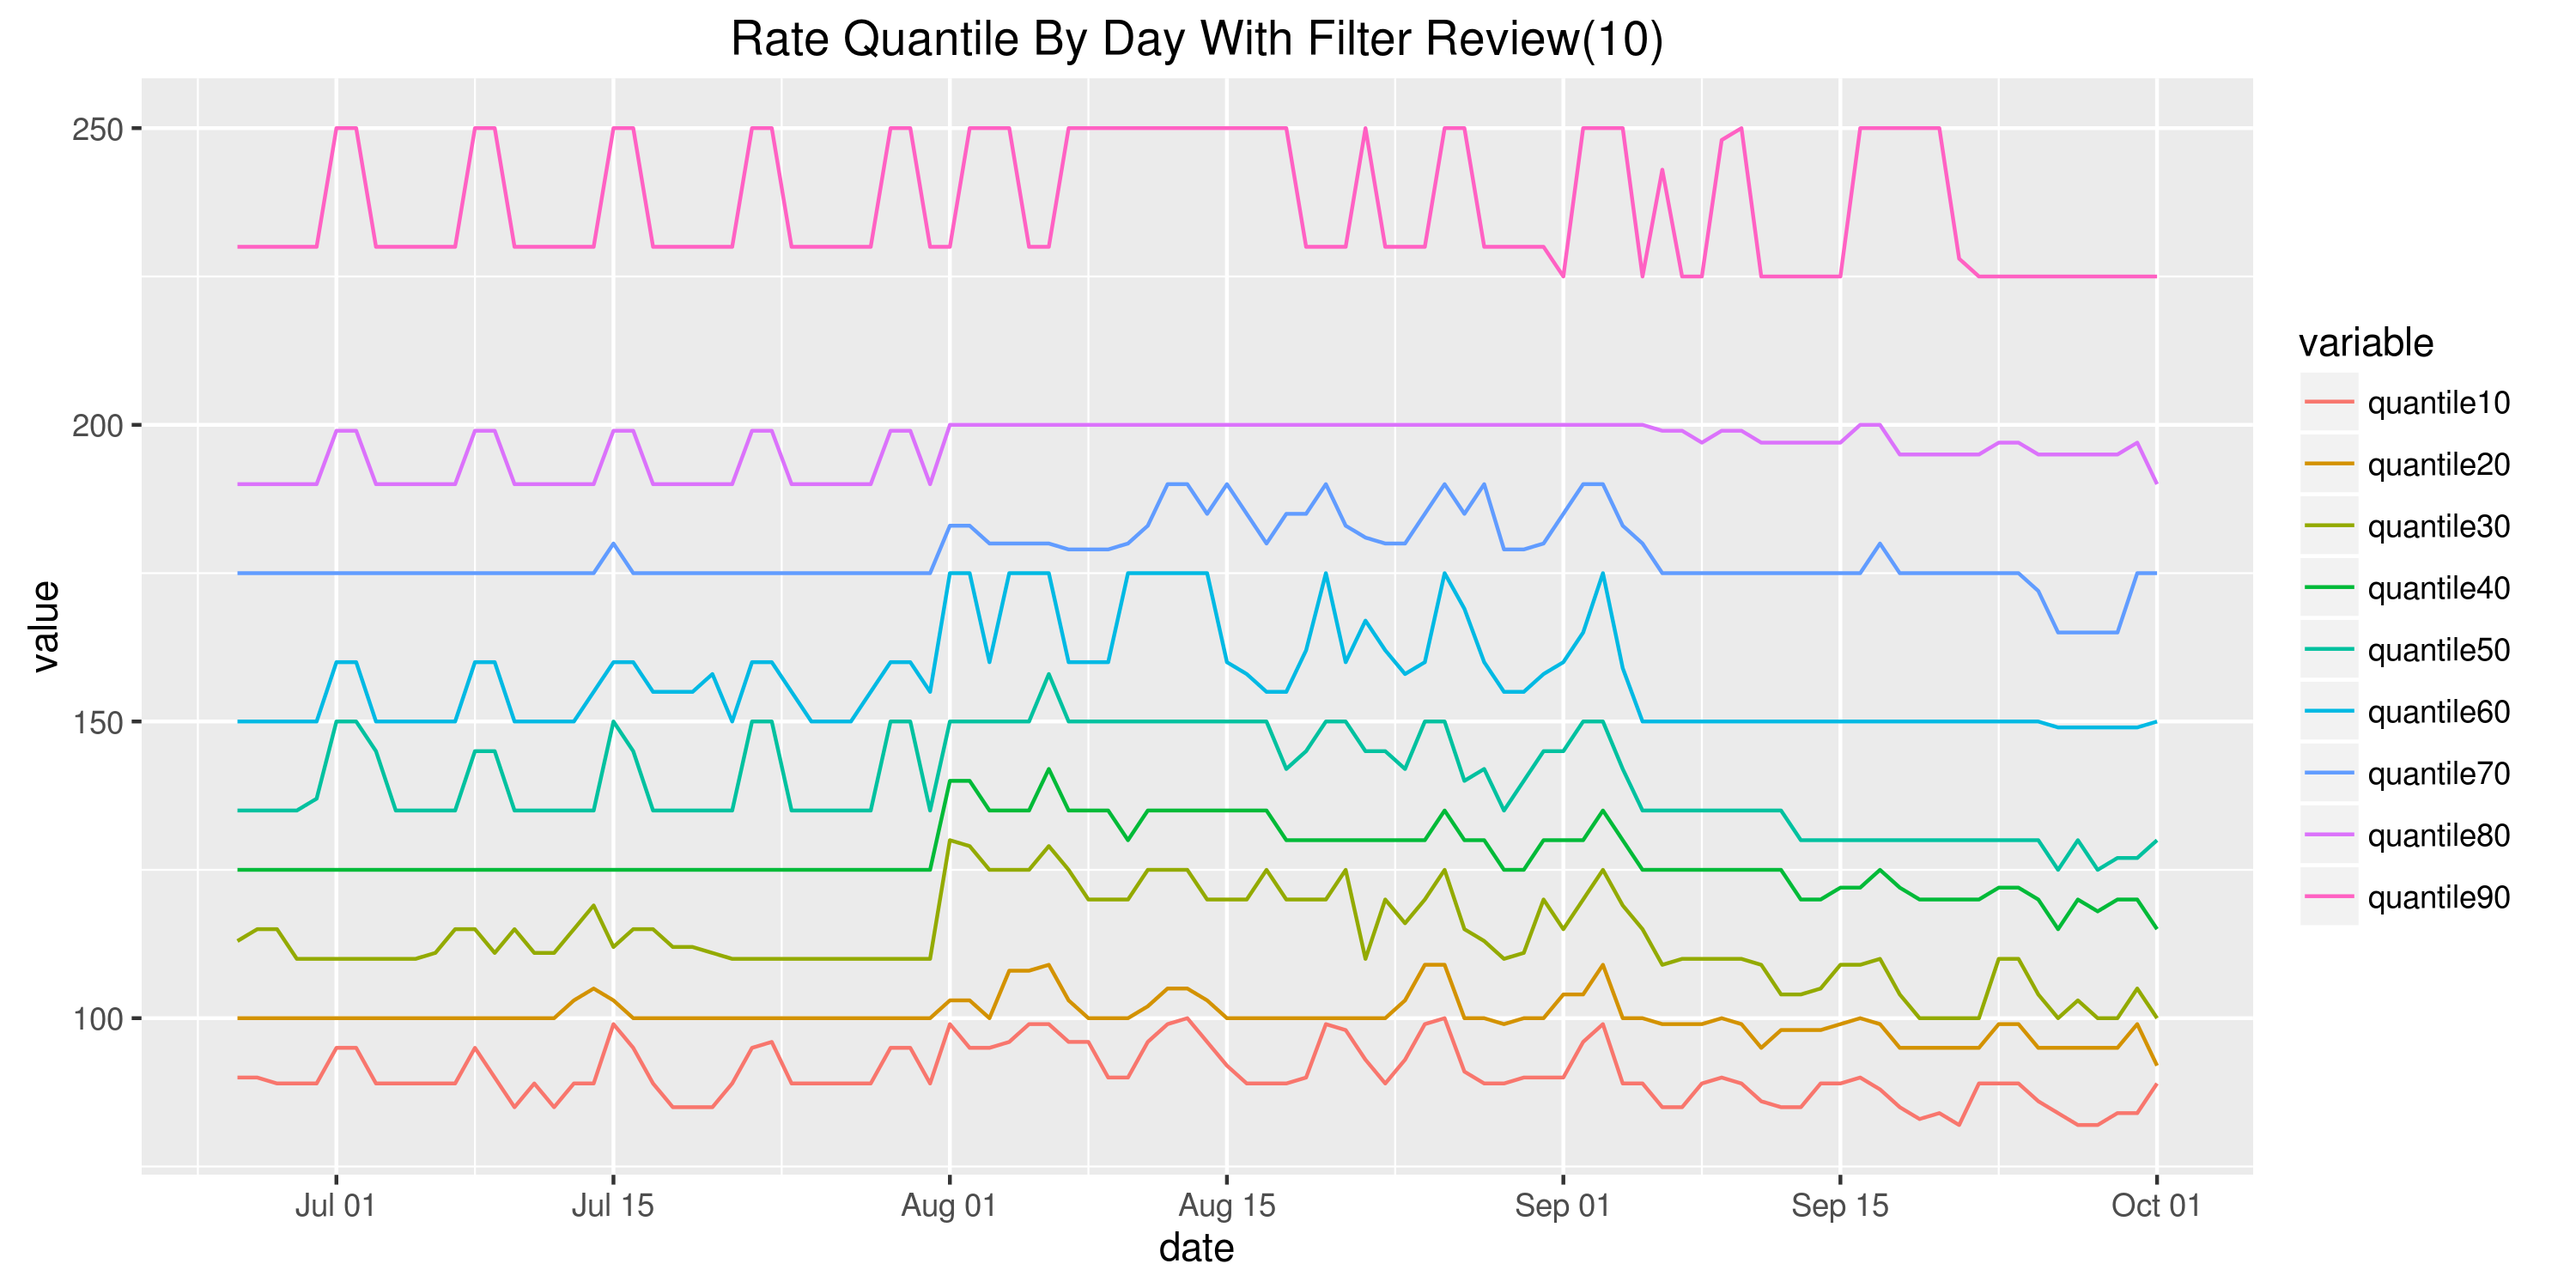 Rate Quantile By Day With Filter Review(10)
250
200
150
100
value
Jul 01
Jul 15
Aug 01
Aug 15
Sep 01
Sep 15
Oct 01
date
variable
quantile10
quantile20
quantile30
quantile40
quantile50
quantile60
quantile70
quantile80
quantile90